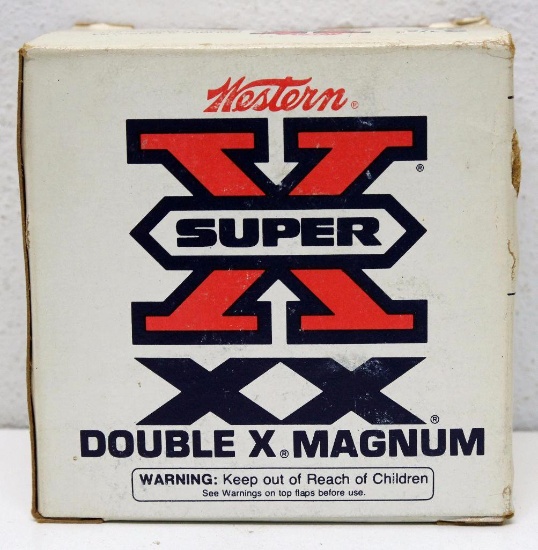 Western®
X®
SUPER
XX®
DOUBLE X® MAGNUM
WARNING: Keep out of Reach of Children
See Warnings on top flaps before use.